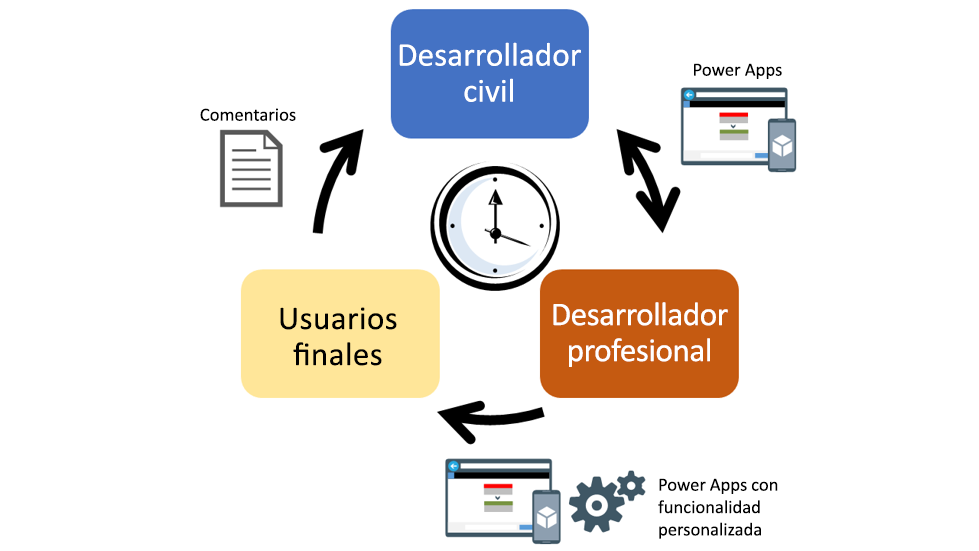 Desarrollador
civil
Power Apps
Comentarios
Usuarios
finales
Desarrollador
profesional
Power Apps con
funcionalidad
personalizada